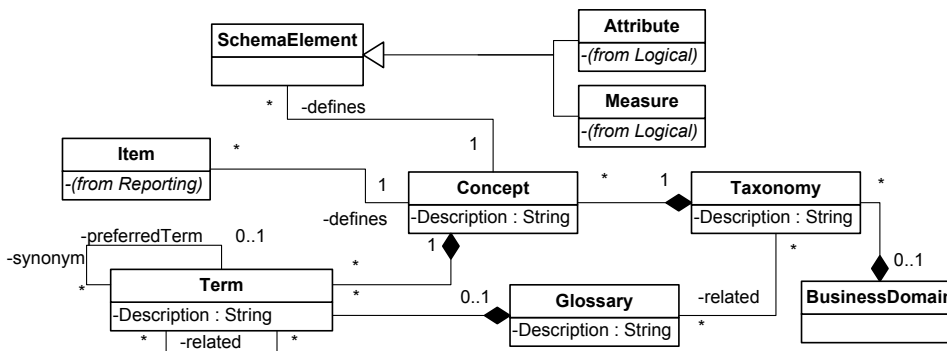 SchemaElement
Attribute
-(from Logical)
Measure
-(from Logical)
*
-defines
1
Item
-(from Reporting)
*
1
-defines
Concept
-Description : String
*
1
Taxonomy
-Description : String
*
1
-preferredTerm
0..1
-synonym
*
*
*
Term
-Description : String
0..1
Glossary
-Description : String
-related
*
*
0..1
BusinessDomain
*
-related
*